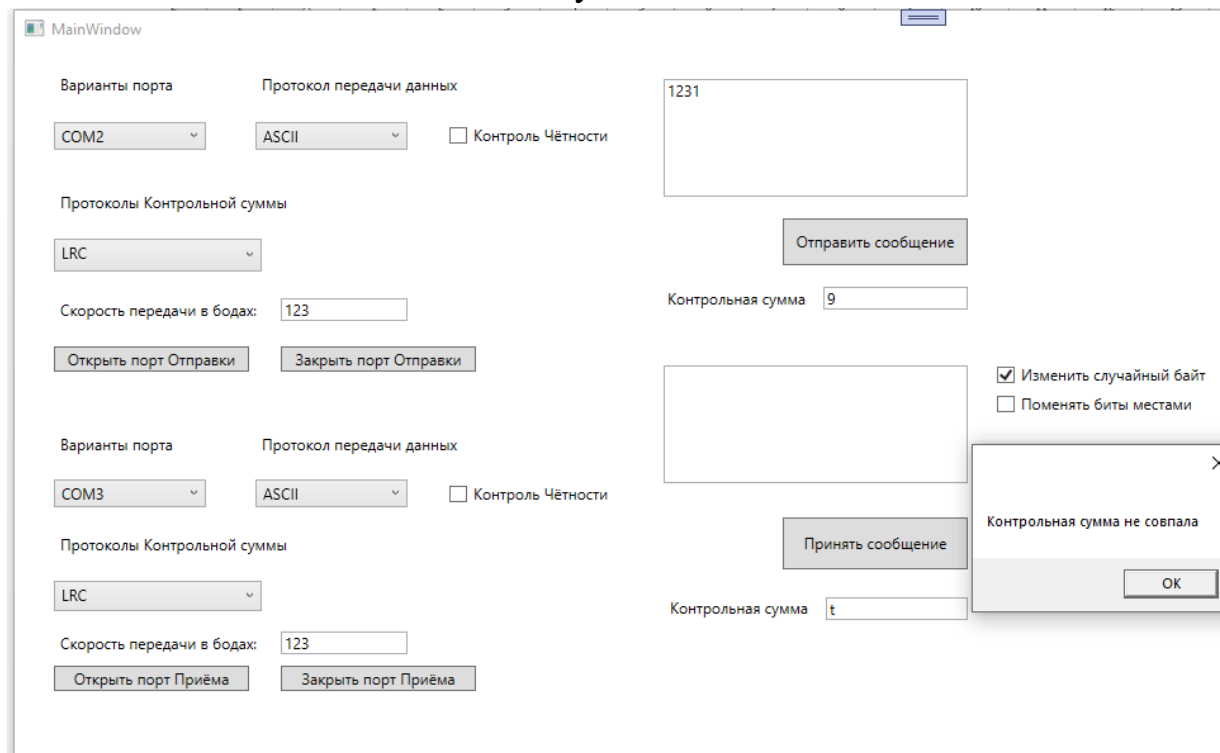 MainWindow
Варианты порта
Протокол передачи данных
COM2
ASCII
Контроль Чётности
Протоколы Контрольной суммы
LRC
Скорость передачи в бодах:
123
Открыть порт Отправки
Закрыть порт Отправки
1231
Отправить сообщение
Контрольная сумма
9
Изменить случайный байт
Поменять биты местами
Варианты порта
Протокол передачи данных
COM3
ASCII
Контроль Чётности
Протоколы Контрольной суммы
LRC
Скорость передачи в бодах:
123
Открыть порт Приёма
Закрыть порт Приёма
Принять сообщение
Контрольная сумма
t
Контрольная сумма не совпала
ОК